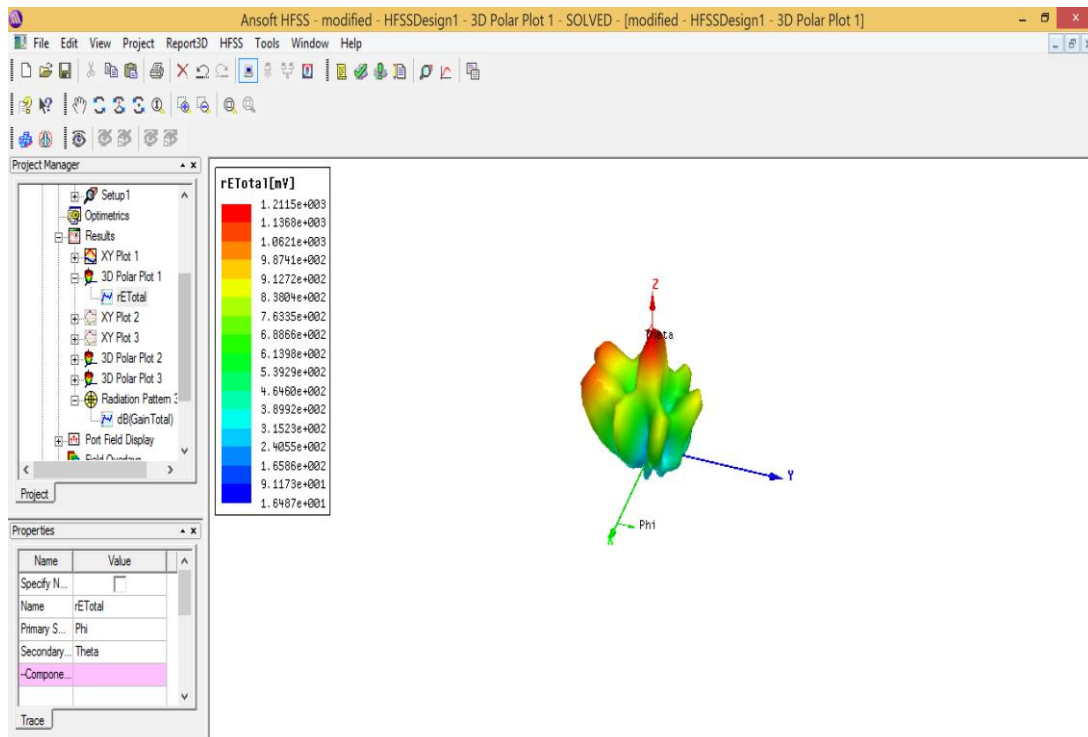 Ansoft HFSS - modified - HFSSDesign1 - 3D Polar Plot 1 - SOLVED - [modified - HFSSDesign1 - 3D Polar Plot 1]
File Edit View Project Report3D HFSS Tools Window Help
Project Manager
Setup1
Optimetrics
Results
XY Plot 1
3D Polar Plot 1
rETotal
XY Plot 2
XY Plot 3
3D Polar Plot 2
3D Polar Plot 3
Radiation Pattern 3
dB(GainTotal)
Port Field Display
Field Overlays
Project
Properties
Name Value
Specify N...
Name rETotal
Primary S... Phi
Secondary... Theta
-Compone...
Trace
rETotal[mV]
1.2115e+003
1.1368e+003
1.0621e+003
9.8741e+002
9.1272e+002
8.3804e+002
7.6335e+002
6.8866e+002
6.1398e+002
5.3929e+002
4.6460e+002
3.8992e+002
3.1523e+002
2.4055e+002
1.6586e+002
9.1173e+001
1.6487e+001
Z
Theta
Y
Phi
X